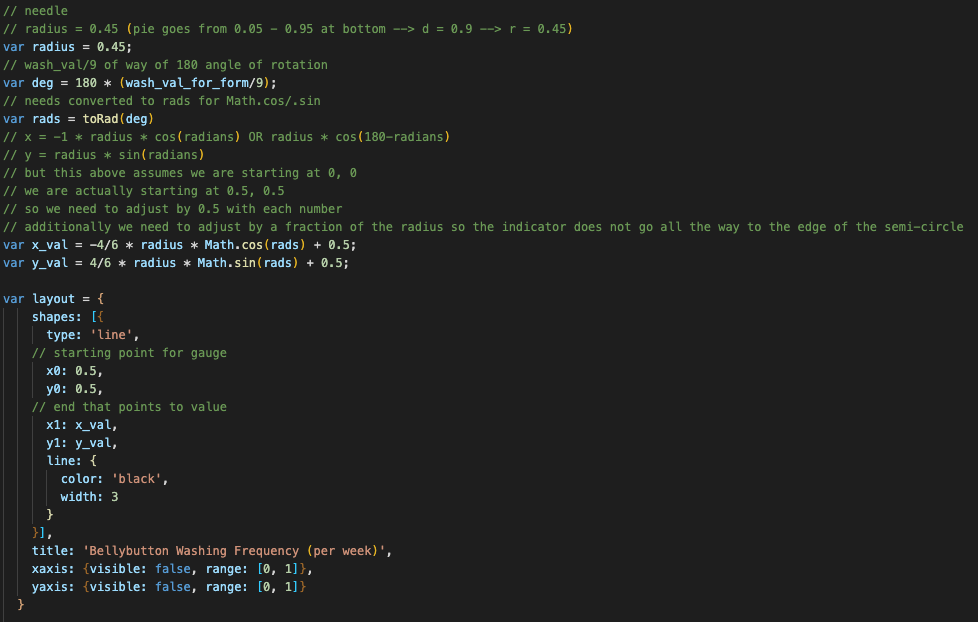 // needle
// radius = 0.45 (pie goes from 0.05 - 0.95 at bottom --> d = 0.9 --> r = 0.45)
var radius = 0.45;
// wash_val/9 of way of 180 angle of rotation
var deg = 180 * (wash_val_for_form/9);
// needs converted to rads for Math.cos/.sin
var rads = toRad(deg)
// x = -1 * radius * cos(radians) OR radius * cos(180-radians)
// y = radius * sin(radians)
// but this above assumes we are starting at 0, 0
// we are actually starting at 0.5, 0.5
// so we need to adjust by 0.5 with each number
// additionally we need to adjust by a fraction of the radius so the indicator does not go all the way to the edge of the semi-circle
var x_val = -4/6 * radius * Math.cos(rads) + 0.5;
var y_val = 4/6 * radius * Math.sin(rads) + 0.5;

var layout = {
    shapes: [{
      type: 'line',
    // starting point for gauge
      x0: 0.5,
      y0: 0.5,
    // end that points to value
      x1: x_val,
      y1: y_val,
      line: {
        color: 'black',
        width: 3
      }
    }],
    title: 'Bellybutton Washing Frequency (per week)',
    xaxis: {visible: false, range: [0, 1]},
    yaxis: {visible: false, range: [0, 1]}
  }